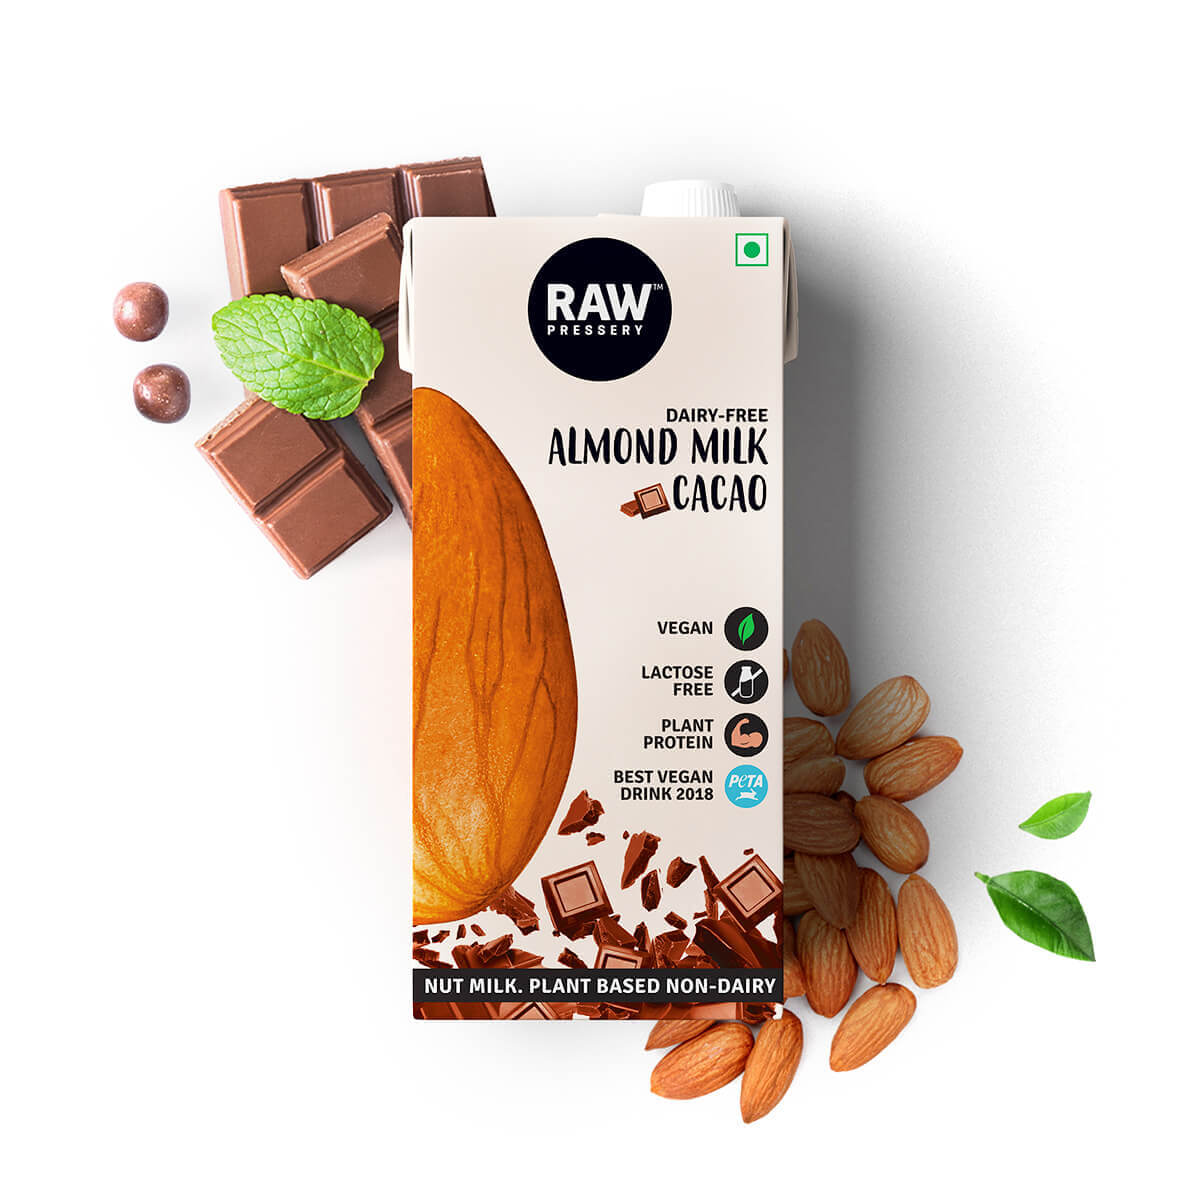 RAW™
PRESSERY
DAIRY-FREE
ALMOND MILK
CACAO
VEGAN
LACTOSE
FREE
PLANT
PROTEIN
BEST VEGAN
DRINK 2018
PeTA
NUT MILK. PLANT BASED NON-DAIRY